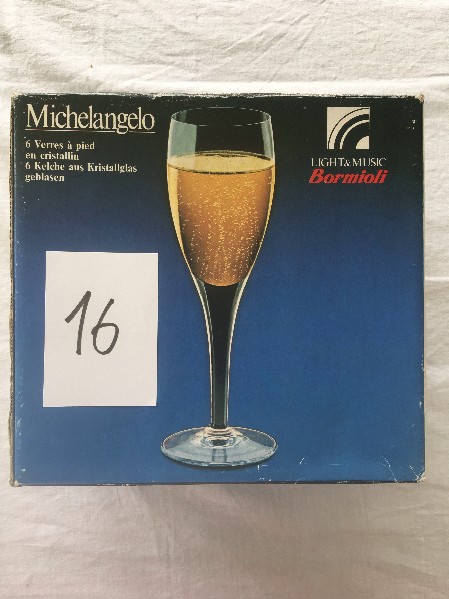 Michelangelo
6 Verres à pied
en cristallin
6 Kelche aus Kristallglas
geblasen
LIGHT & MUSIC
Bormioli
16